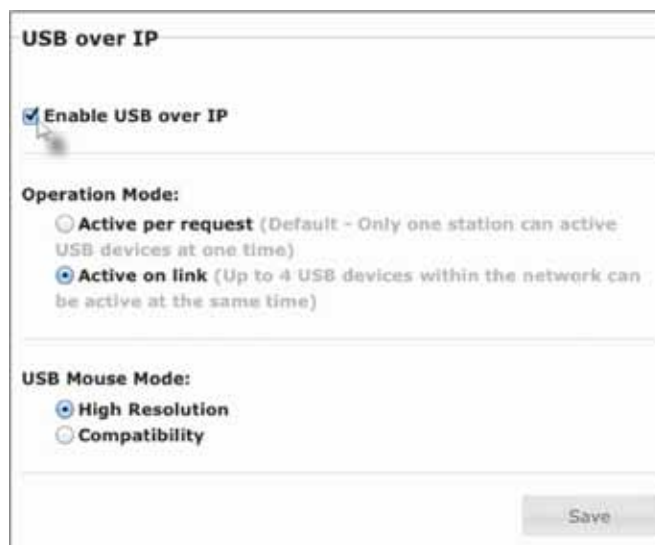 USB over IP
Enable USB over IP
Operation Mode:
Active per request (Default - Only one station can active
USB devices at one time)
Active on link (Up to 4 USB devices within the network can
be active at the same time)
USB Mouse Mode:
High Resolution
Compatibility
Save